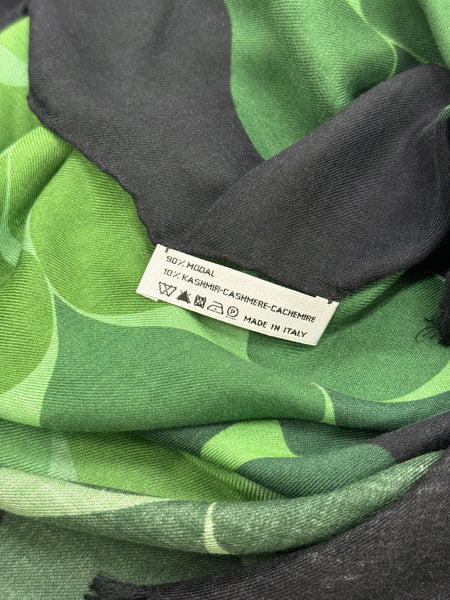 90% MODAL
10% KASHMIR-CASHMERE-CACHEMIRE
P MADE IN ITALY